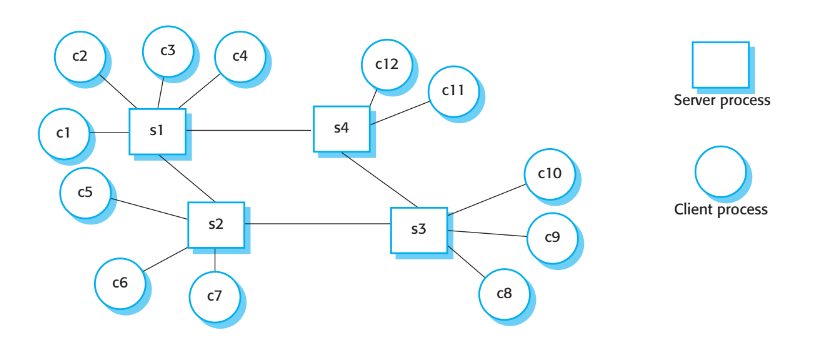 c2
c3
c4
c12
c11
c1
s1
s4
c5
s2
s3
c10
c9
c6
c7
c8
Server process
Client process